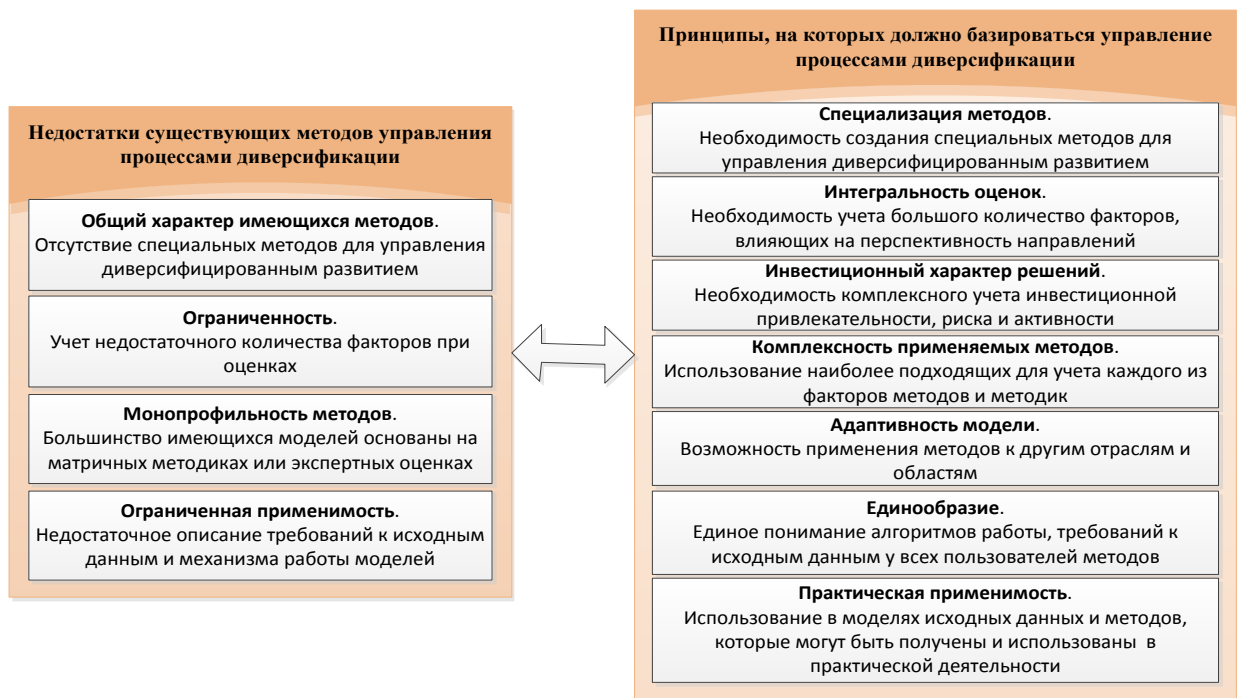 Недостатки существующих методов управления
процессами диверсификации
Общий характер имеющихся методов.
Отсутствие специальных методов для управления
диверсифицированным развитием
Ограниченность.
Учет недостаточного количества факторов при
оценках
Монопрофильность методов.
Большинство имеющихся моделей основаны на
матричных методиках или экспертных оценках
Ограниченная применимость.
Недостаточное описание требований к исходным
данным и механизма работы моделей
Принципы, на которых должно базироваться управление
процессами диверсификации
Специализация методов.
Необходимость создания специальных методов для
управления диверсифицированным развитием
Интегральность оценок.
Необходимость учета большого количество факторов,
влияющих на перспективность направлений
Инвестиционный характер решений.
Необходимость комплексного учета инвестиционной
привлекательности, риска и активности
Комплексность применяемых методов.
Использование наиболее подходящих для учета каждого из
факторов методов и методик
Адаптивность модели.
Возможность применения методов к другим отраслям и
областям
Единообразие.
Единое понимание алгоритмов работы, требований к
исходным данным у всех пользователей методов
Практическая применимость.
Использование в моделях исходных данных и методов,
которые могут быть получены и использованы в
практической деятельности